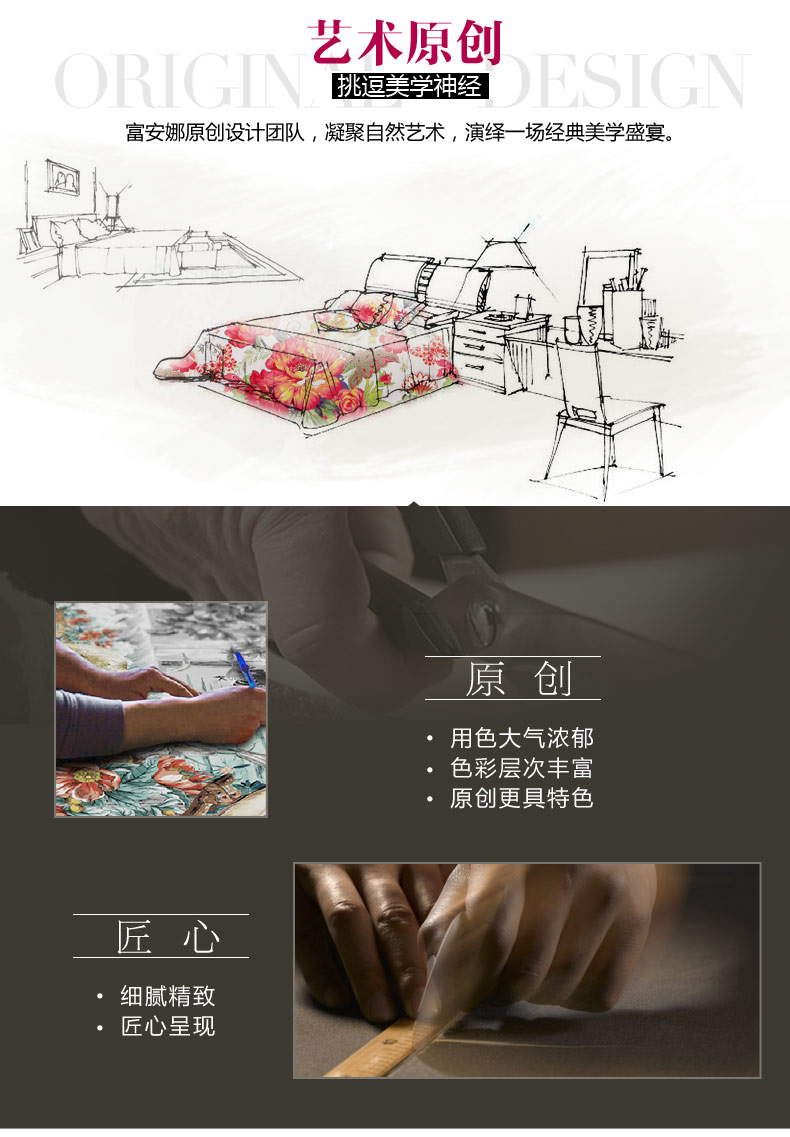 艺术原创
ORIGINAL DESIGN
挑逗美学神经
富安娜原创设计团队，凝聚自然艺术，演绎一场经典美学盛宴。
原 创
• 用色大气浓郁
• 色彩层次丰富
• 原创更具特色
匠 心
• 细腻精致
• 匠心呈现